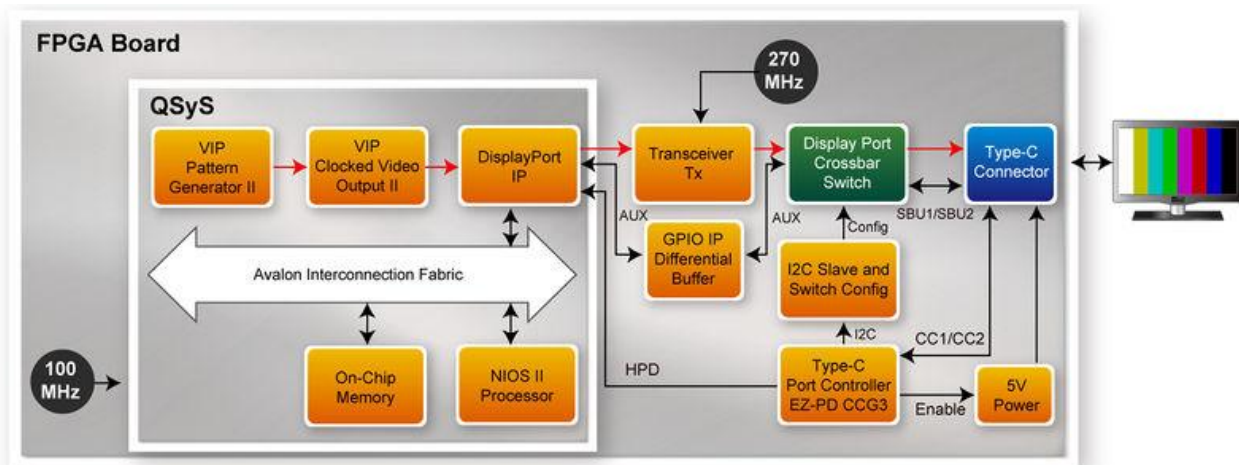 FPGA Board
270
MHz
QSyS
VIP
Pattern
Generator II
VIP
Clocked Video
Output II
DisplayPort
IP
Transceiver
Tx
Display Port
Crossbar
Switch
Type-C
Connector
AUX
AUX
SBU1/SBU2
GPIO IP
Differential
Buffer
Config
I2C Slave and
Switch Config
Avalon Interconnection Fabric
I2C
CC1/CC2
100
MHz
On-Chip
Memory
NIOS II
Processor
HPD
Type-C
Port Controller
EZ-PD CCG3
Enable
5V
Power